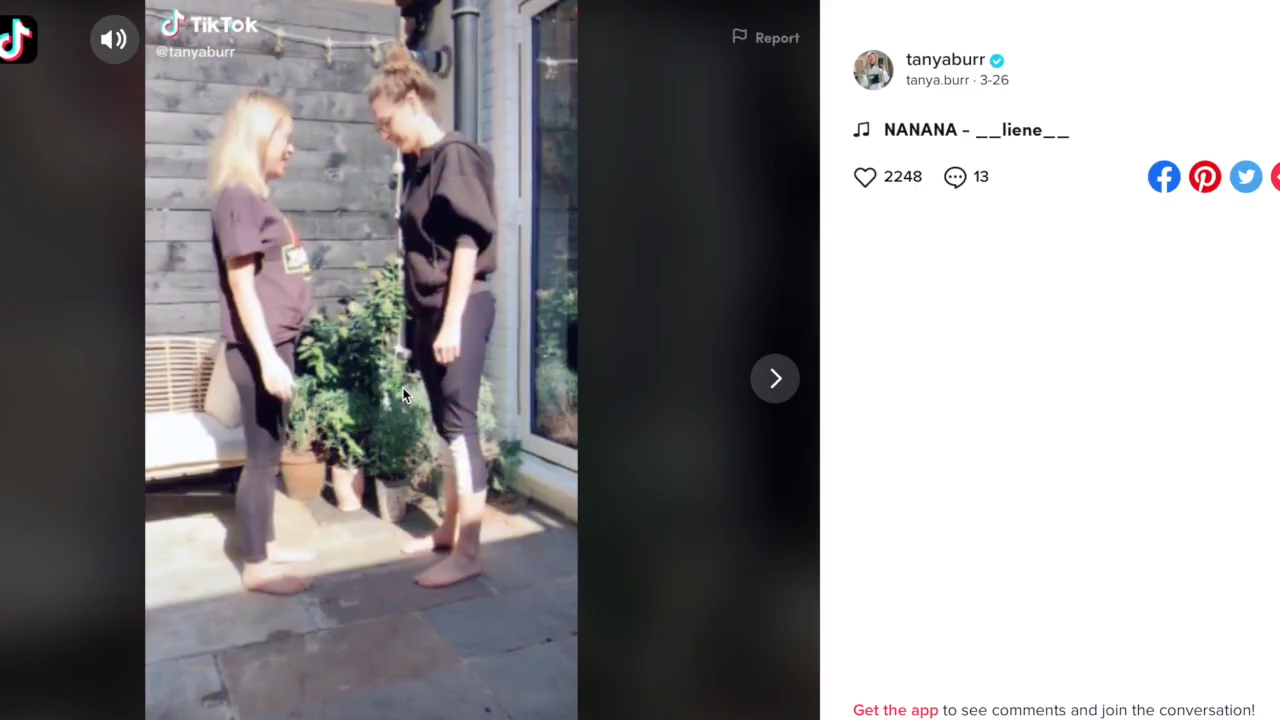 TikTok
@tanyaburr
Report
tanyaburr
tanya.burr · 3-26
NANANA - __liene__
2248
13
Get the app to see comments and join the conversation!